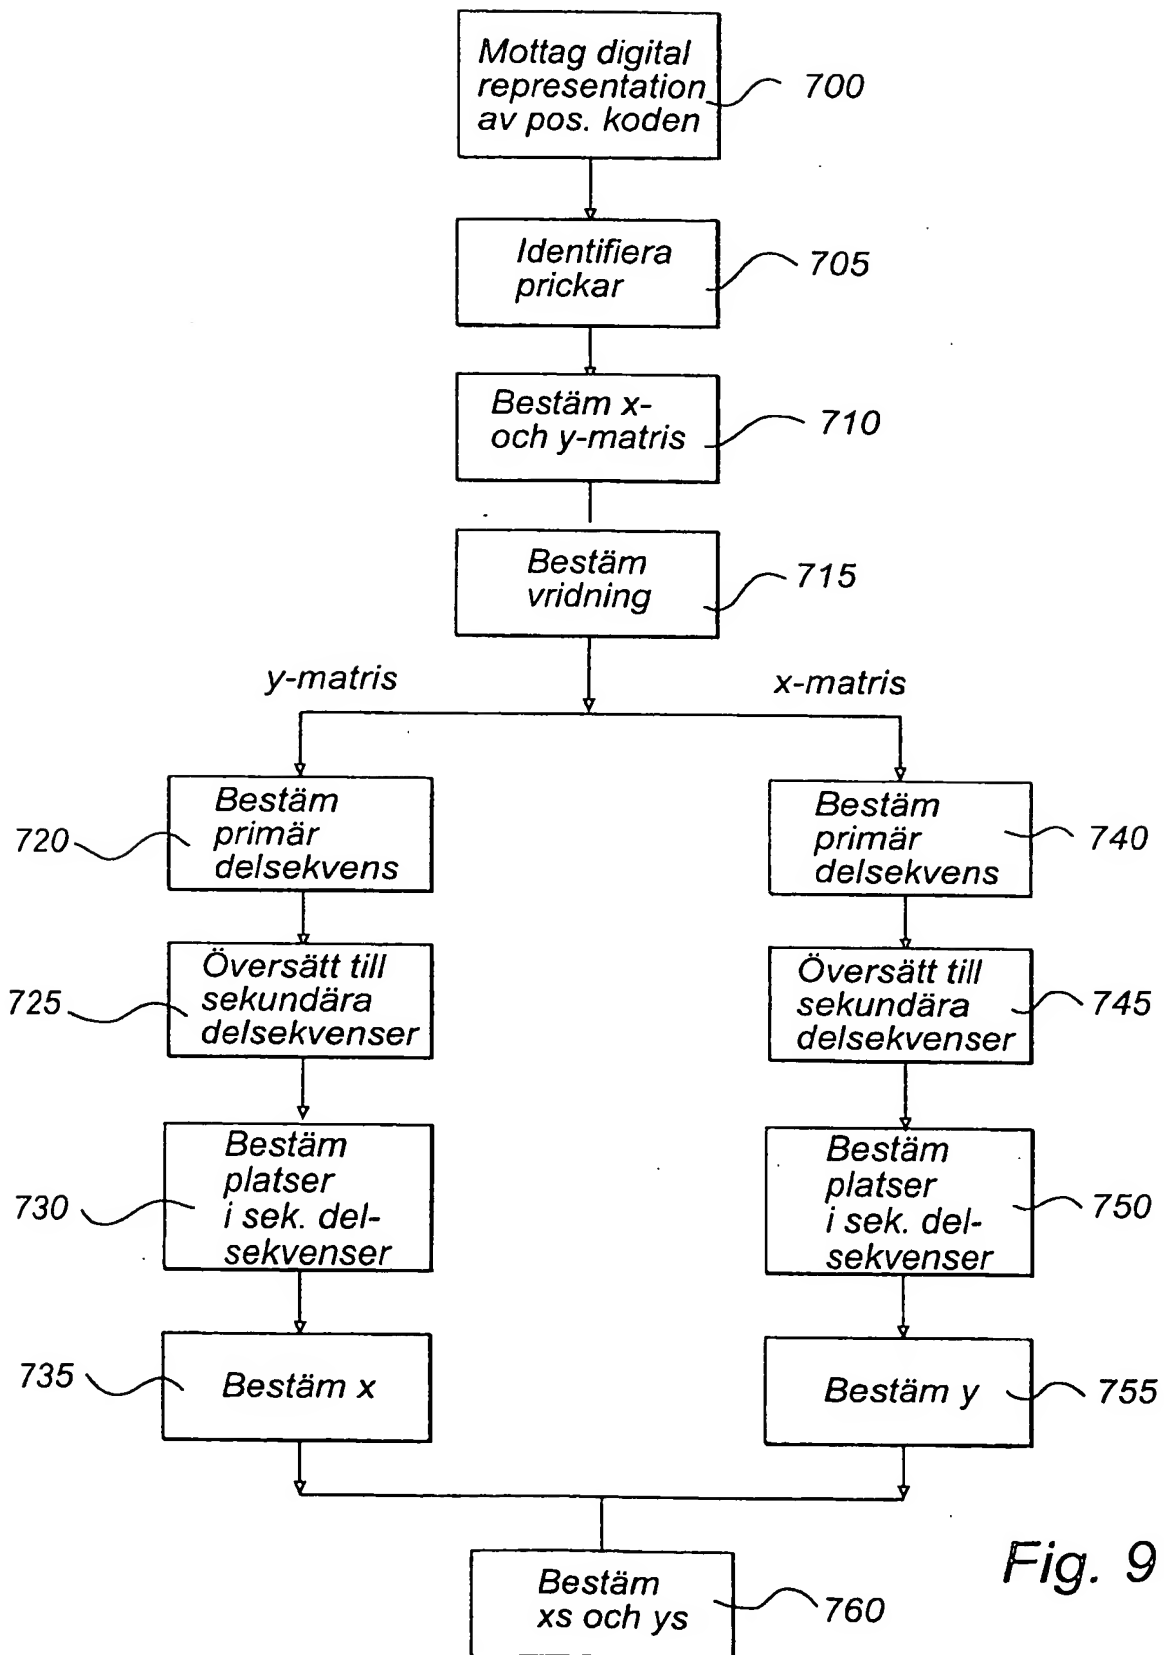 Mottag digital
representation
av pos. koden
700
Identifiera
prickar
705
Bestäm x-
och y-matris
710
Bestäm
vridning
715
y-matris
x-matris
Bestäm
primär
delsekvens
720
Bestäm
primär
delsekvens
740
Översätt till
sekundära
delsekvenser
725
Översätt till
sekundära
delsekvenser
745
Bestäm
platser
i sek. del-
sekvenser
730
Bestäm
platser
i sek. del-
sekvenser
750
Bestäm x
735
Bestäm y
755
Bestäm
xs och ys
760
Fig. 9